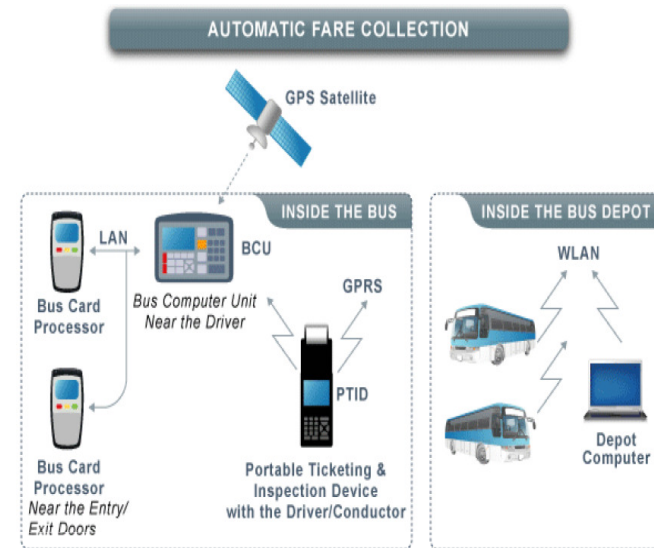 AUTOMATIC FARE COLLECTION
GPS Satellite
INSIDE THE BUS
LAN
BCU
Bus Card
Processor
Bus Computer Unit
Near the Driver
GPRS
PTID
Bus Card
Processor
Near the Entry/
Exit Doors
Portable Ticketing &
Inspection Device
with the Driver/Conductor
INSIDE THE BUS DEPOT
WLAN
Depot
Computer